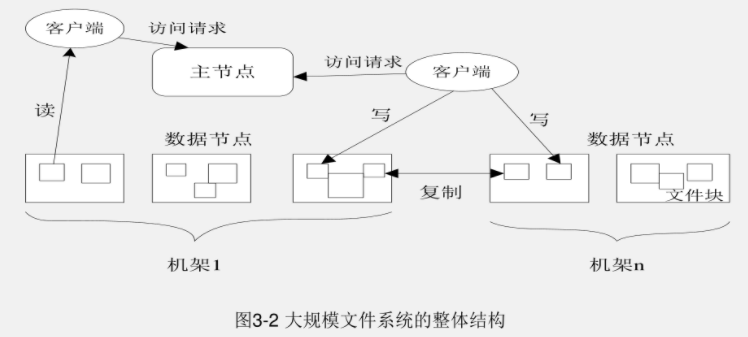 客户端
访问请求
主节点
访问请求
客户端
读
写
写
数据节点
数据节点
复制
文件块
机架1
机架n
图3-2 大规模文件系统的整体结构